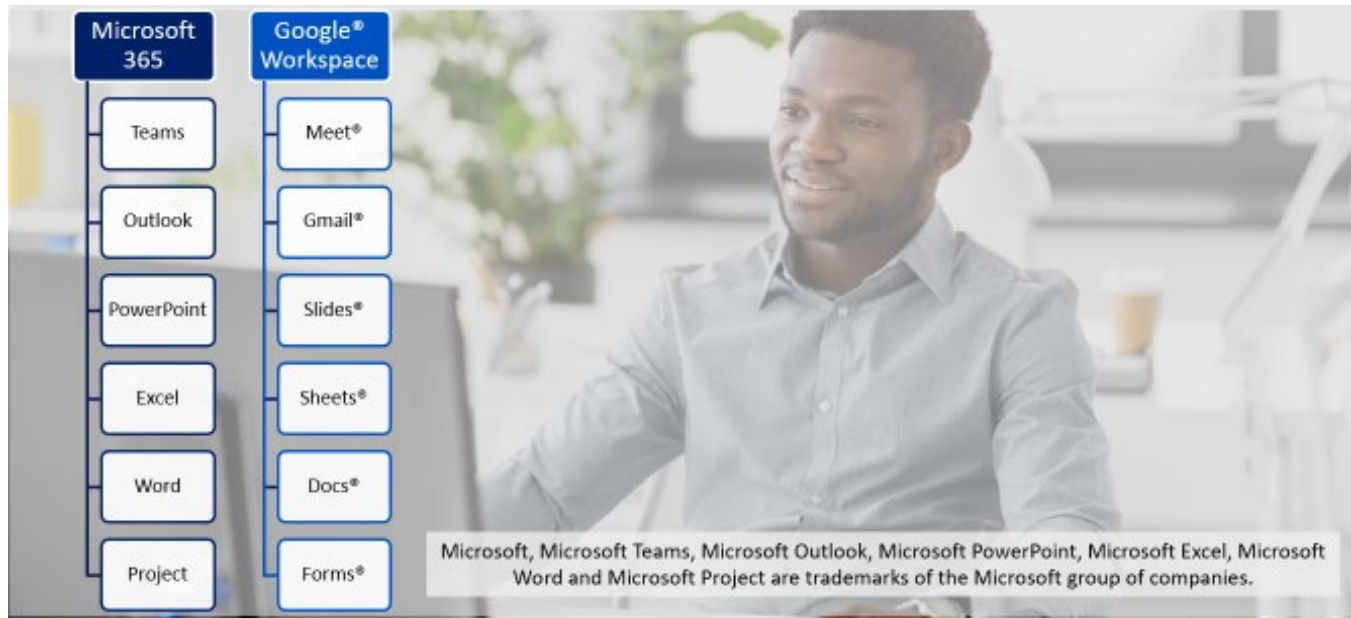 Microsoft
365
Teams
Outlook
PowerPoint
Excel
Word
Project
Google®
Workspace
Meet®
Gmail®
Slides®
Sheets®
Docs®
Forms®
Microsoft, Microsoft Teams, Microsoft Outlook, Microsoft PowerPoint, Microsoft Excel, Microsoft
Word and Microsoft Project are trademarks of the Microsoft group of companies.